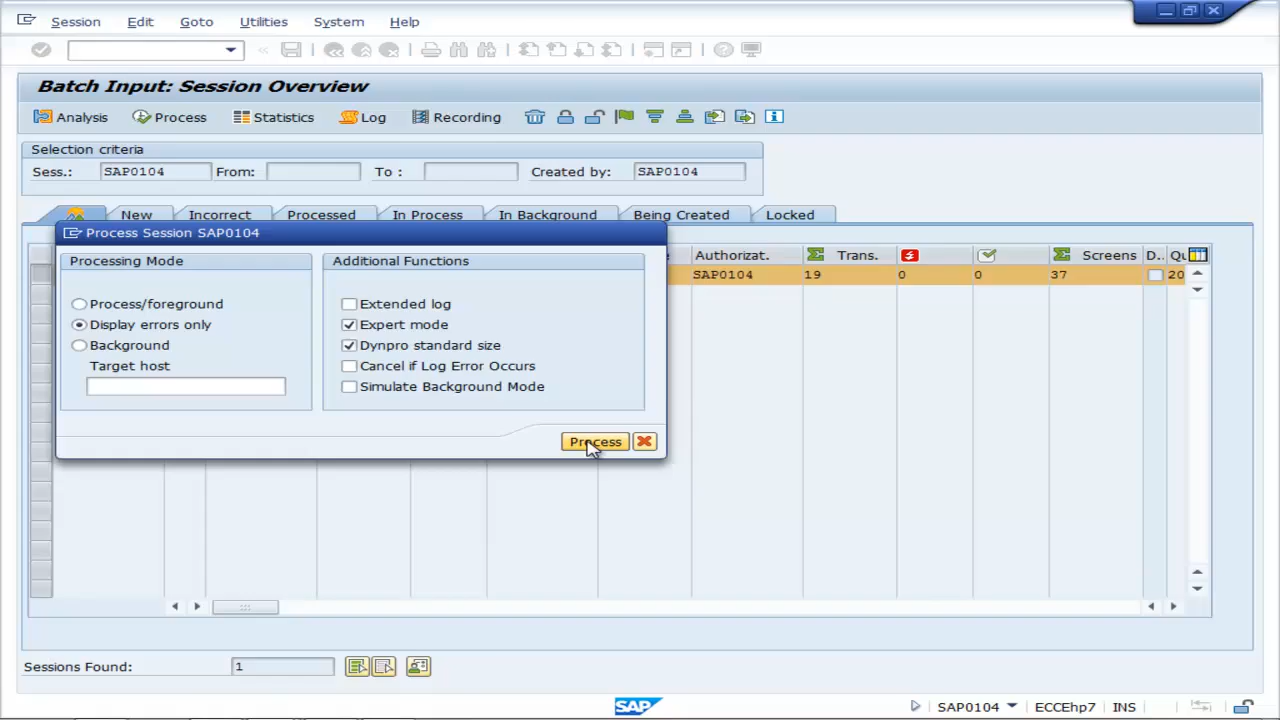 Session Edit Goto Utilities System Help
Batch Input: Session Overview
Analysis Process Statistics Log Recording
Selection criteria
Sess.: SAP0104 From: To : Created by: SAP0104
New Incorrect Processed In Process In Background Being Created Locked
Process Session SAP0104
Authorizat. Trans. Screens D.. Qu
SAP0104 19 0 0 37 20
Processing Mode
Process/foreground
Display errors only
Background
Target host
Additional Functions
Extended log
Expert mode
Dynpro standard size
Cancel if Log Error Occurs
Simulate Background Mode
Process
Sessions Found: 1
SAP SAP0104 ECCEhp7 INS